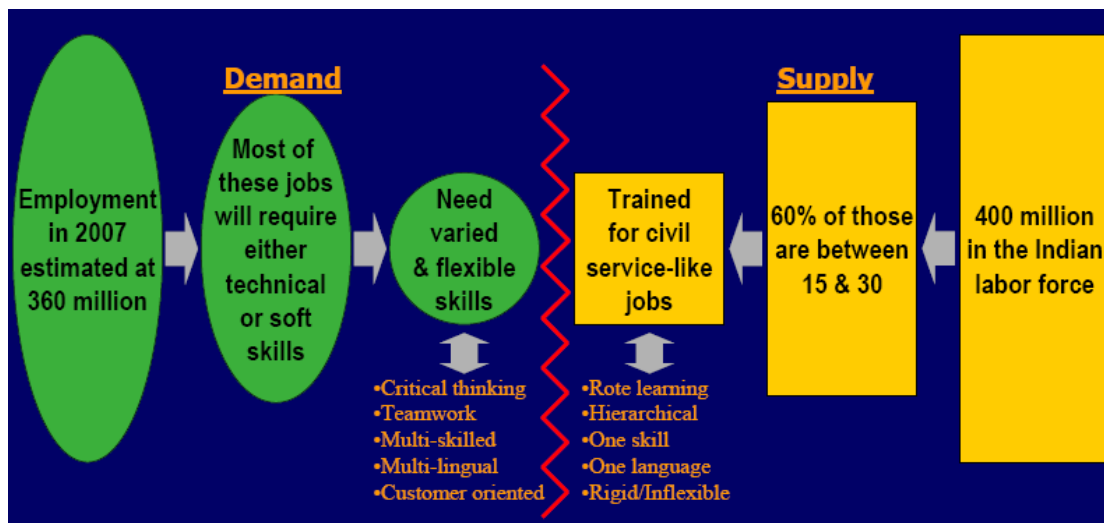 Demand
Employment
in 2007
estimated at
360 million
Most of
these jobs
will require
either
technical
or soft
skills
Need
varied
& flexible
skills
•Critical thinking
•Teamwork
•Multi-skilled
•Multi-lingual
•Customer oriented
Supply
Trained
for civil
service-like
jobs
•Rote learning
•Hierarchical
•One skill
•One language
•Rigid/Inflexible
60% of those
are between
15 & 30
400 million
in the Indian
labor force